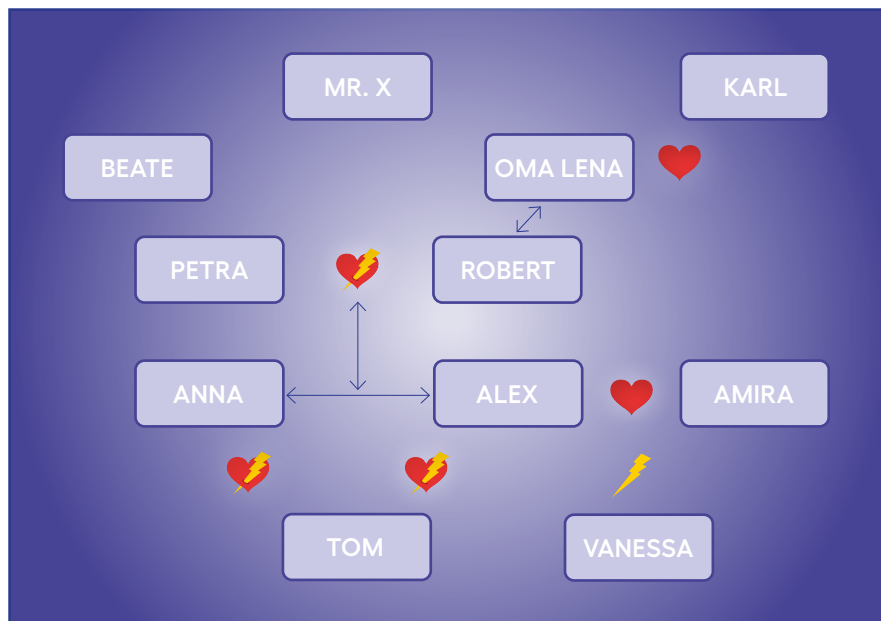 MR. X
KARL
BEATE
OMA LENA
PETRA
ROBERT
ANNA
ALEX
AMIRA
TOM
VANESSA